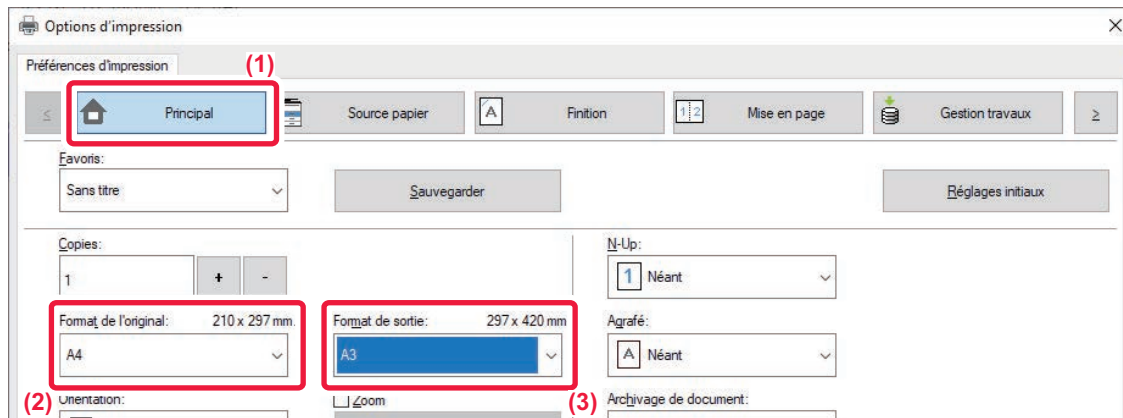 Options d'impression
Préférences d'impression
(1)
Principal
Source papier
Finition
Mise en page
Gestion travaux
Favoris:
Sans titre
Sauvegarder
Réglages initiaux
Copies:
N-Up:
1
+
-
1 Néant
Format de l'original: 210 x 297 mm.
Format de sortie: 297 x 420 mm
Agrafé:
A4
A3
Néant
(2)
Orientation:
Zoom
(3)
Archivage de document: